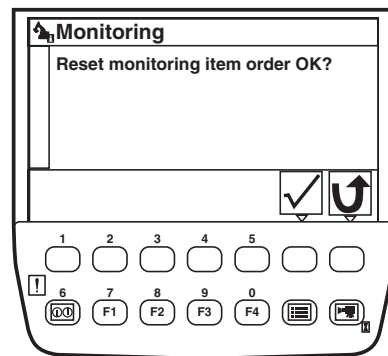 Monitoring
Reset monitoring item order OK?
1 2 3 4 5
6 7 8 9 0
F1 F2 F3 F4